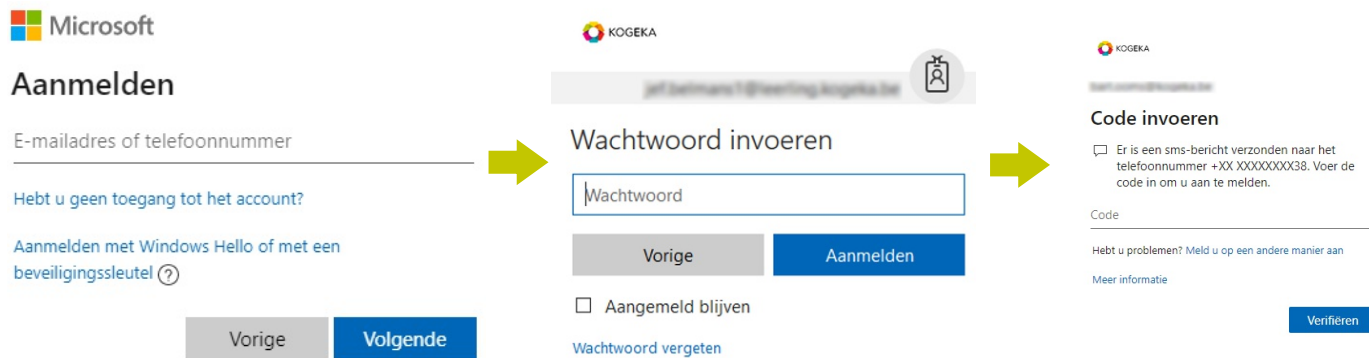 Microsoft
Aanmelden
E-mailadres of telefoonnummer
Hebt u geen toegang tot het account?
Aanmelden met Windows Hello of met een
beveiligingssleutel
Vorige
Volgende
KOGEKA
Wachtwoord invoeren
Wachtwoord
Vorige
Aanmelden
Aangemeld blijven
Wachtwoord vergeten
KOGEKA
Code invoeren
Er is een sms-bericht verzonden naar het
telefoonnummer +XX XXXXXXXX38. Voer de
code in om u aan te melden.
Code
Hebt u problemen? Meld u op een andere manier aan
Meer informatie
Verifiëren